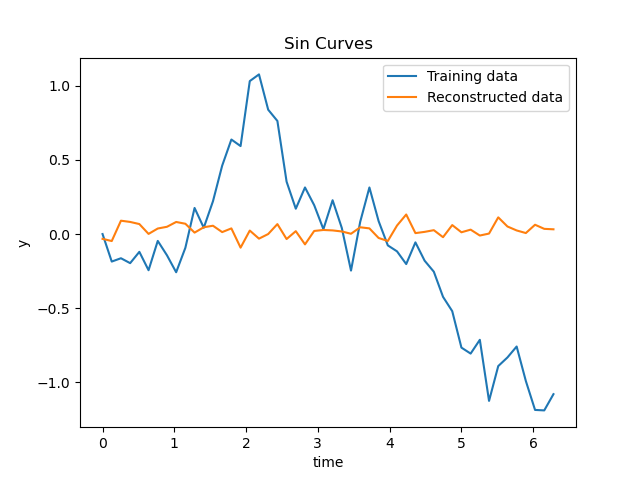 Sin Curves
Training data
Reconstructed data
1.0
0.5
0.0
−0.5
−1.0
y
0 1 2 3 4 5 6
time